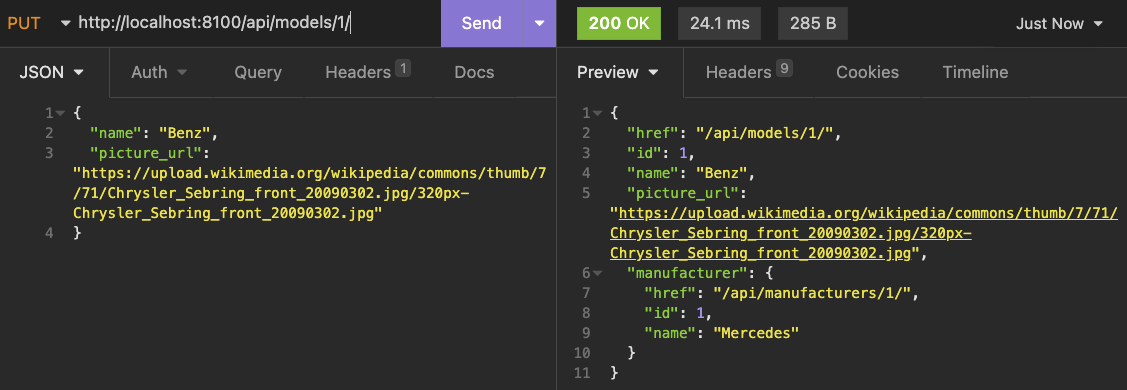 PUT http://localhost:8100/api/models/1/ Send
200 OK 24.1 ms 285 B Just Now
JSON Auth Query Headers 1 Docs
Preview Headers 9 Cookies Timeline
1 {
2 "name": "Benz",
3 "picture_url":
"https://upload.wikimedia.org/wikipedia/commons/thumb/7
/71/Chrysler_Sebring_front_20090302.jpg/320px-
Chrysler_Sebring_front_20090302.jpg"
4 }
1 {
2 "href": "/api/models/1/",
3 "id": 1,
4 "name": "Benz",
5 "picture_url":
"https://upload.wikimedia.org/wikipedia/commons/thumb/7/71/
Chrysler_Sebring_front_20090302.jpg/320px-
Chrysler_Sebring_front_20090302.jpg",
6 "manufacturer": {
7 "href": "/api/manufacturers/1/",
8 "id": 1,
9 "name": "Mercedes"
10 }
11 }